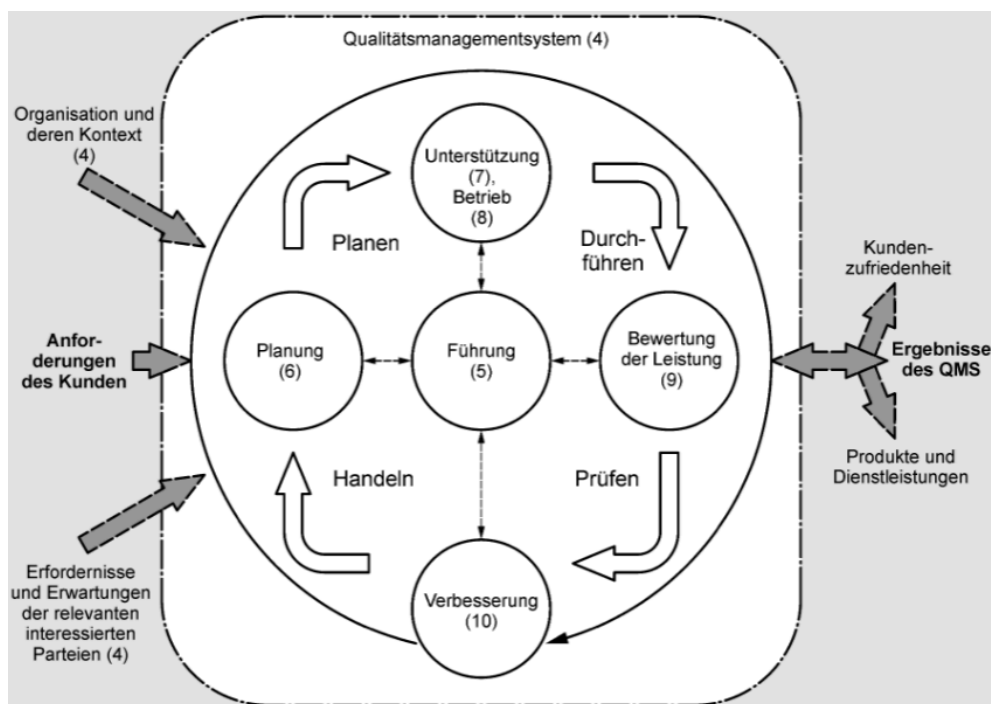 Qualitätsmanagementsystem (4)
Organisation und
deren Kontext
(4)
Unterstützung
(7),
Betrieb
(8)
Planen
Durch-
führen
Kunden-
zufriedenheit
Anfor-
derungen
des Kunden
Planung
(6)
Führung
(5)
Bewertung
der Leistung
(9)
Ergebnisse
des QMS
Handeln
Prüfen
Produkte und
Dienstleistungen
Erfordernisse
und Erwartungen
der relevanten
interessierten
Parteien (4)
Verbesserung
(10)